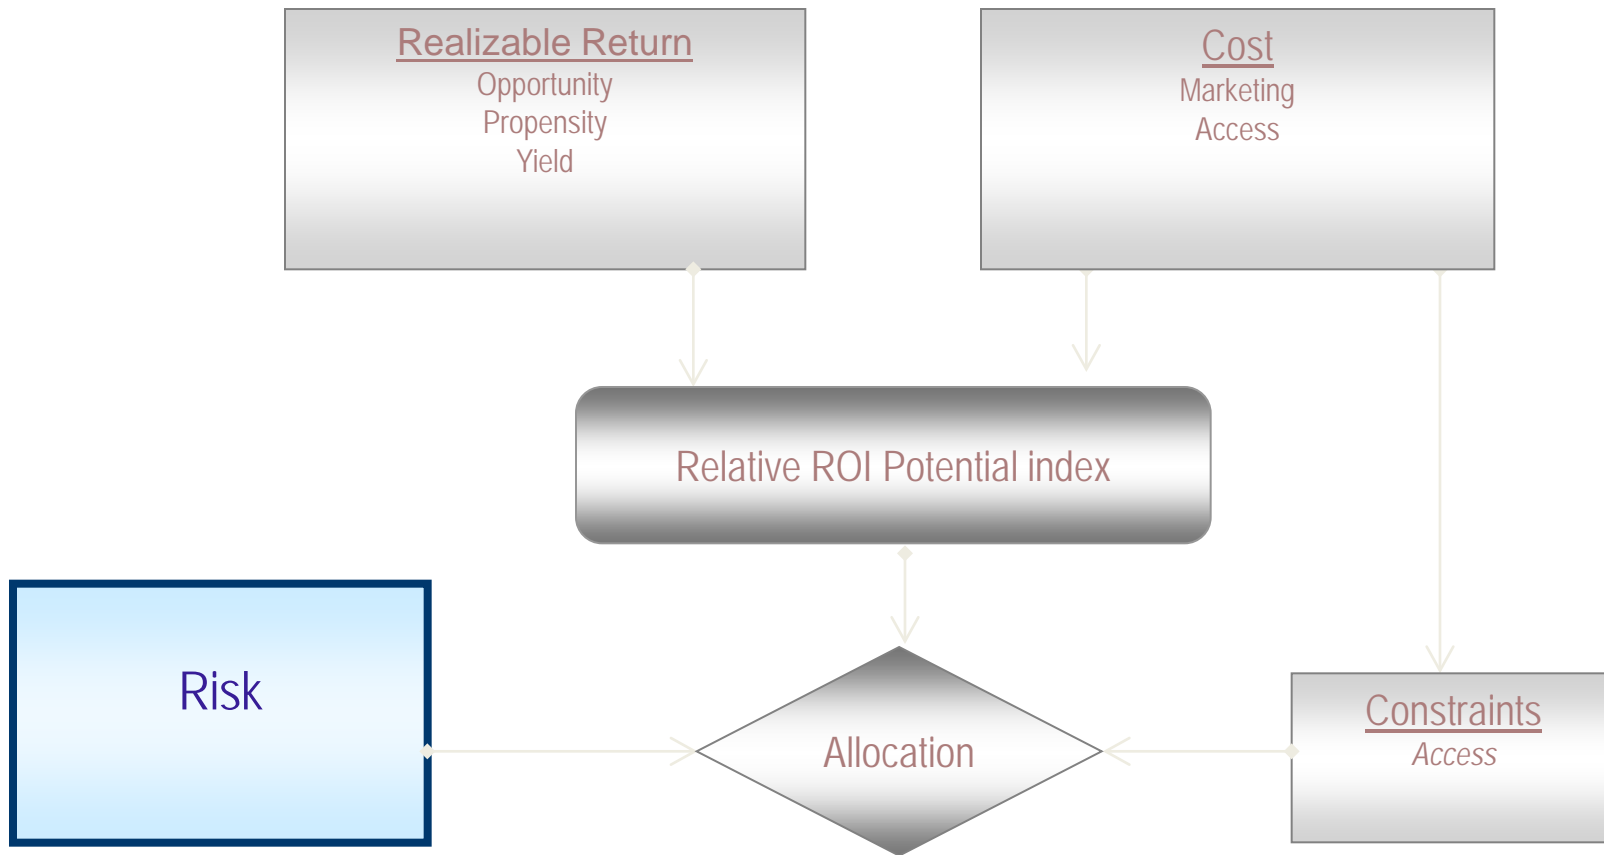 Realizable Return
Opportunity
Propensity
Yield
Cost
Marketing
Access
Relative ROI Potential index
Risk
Allocation
Constraints
Access